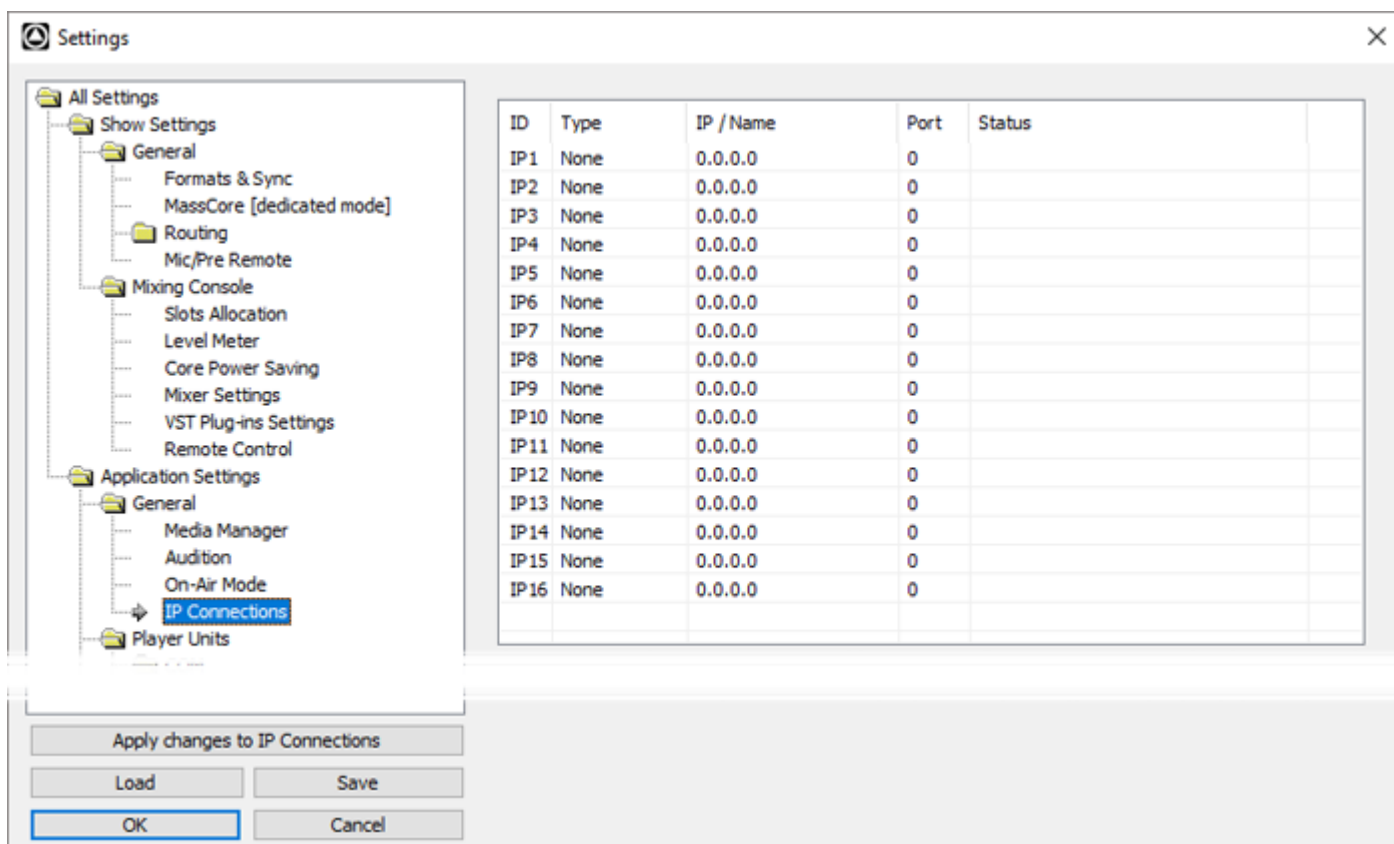 Settings
All Settings
Show Settings
General
Formats & Sync
MassCore [dedicated mode]
Routing
Mic/Pre Remote
Mixing Console
Slots Allocation
Level Meter
Core Power Saving
Mixer Settings
VST Plug-ins Settings
Remote Control
Application Settings
General
Media Manager
Audition
On-Air Mode
IP Connections
Player Units
Apply changes to IP Connections
Load Save
OK Cancel
ID Type IP / Name Port Status
IP1 None 0.0.0.0 0
IP2 None 0.0.0.0 0
IP3 None 0.0.0.0 0
IP4 None 0.0.0.0 0
IP5 None 0.0.0.0 0
IP6 None 0.0.0.0 0
IP7 None 0.0.0.0 0
IP8 None 0.0.0.0 0
IP9 None 0.0.0.0 0
IP10 None 0.0.0.0 0
IP11 None 0.0.0.0 0
IP12 None 0.0.0.0 0
IP13 None 0.0.0.0 0
IP14 None 0.0.0.0 0
IP15 None 0.0.0.0 0
IP16 None 0.0.0.0 0